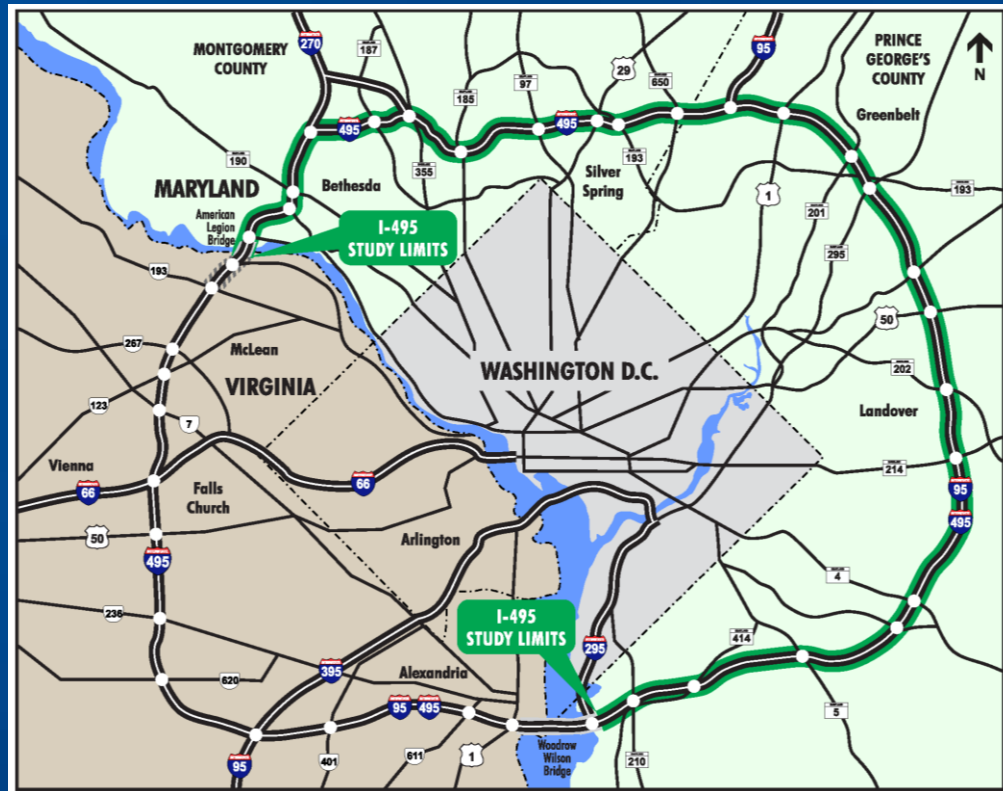 MONTGOMERY
COUNTY
270
187
97
29
650
95
PRINCE
GEORGE'S
COUNTY
N
Greenbelt
185
495
495
190
355
193
Silver
Spring
MARYLAND
Bethesda
American
Legion
Bridge
I-495
STUDY LIMITS
1
201
193
295
193
50
267
McLean
VIRGINIA
WASHINGTON D.C.
202
123
7
Landover
Vienna
66
Falls
Church
66
214
95
495
50
Arlington
495
4
236
I-495
STUDY LIMITS
414
295
620
395
Alexandria
95
495
5
Woodrow
Wilson
Bridge
1
611
401
210
95